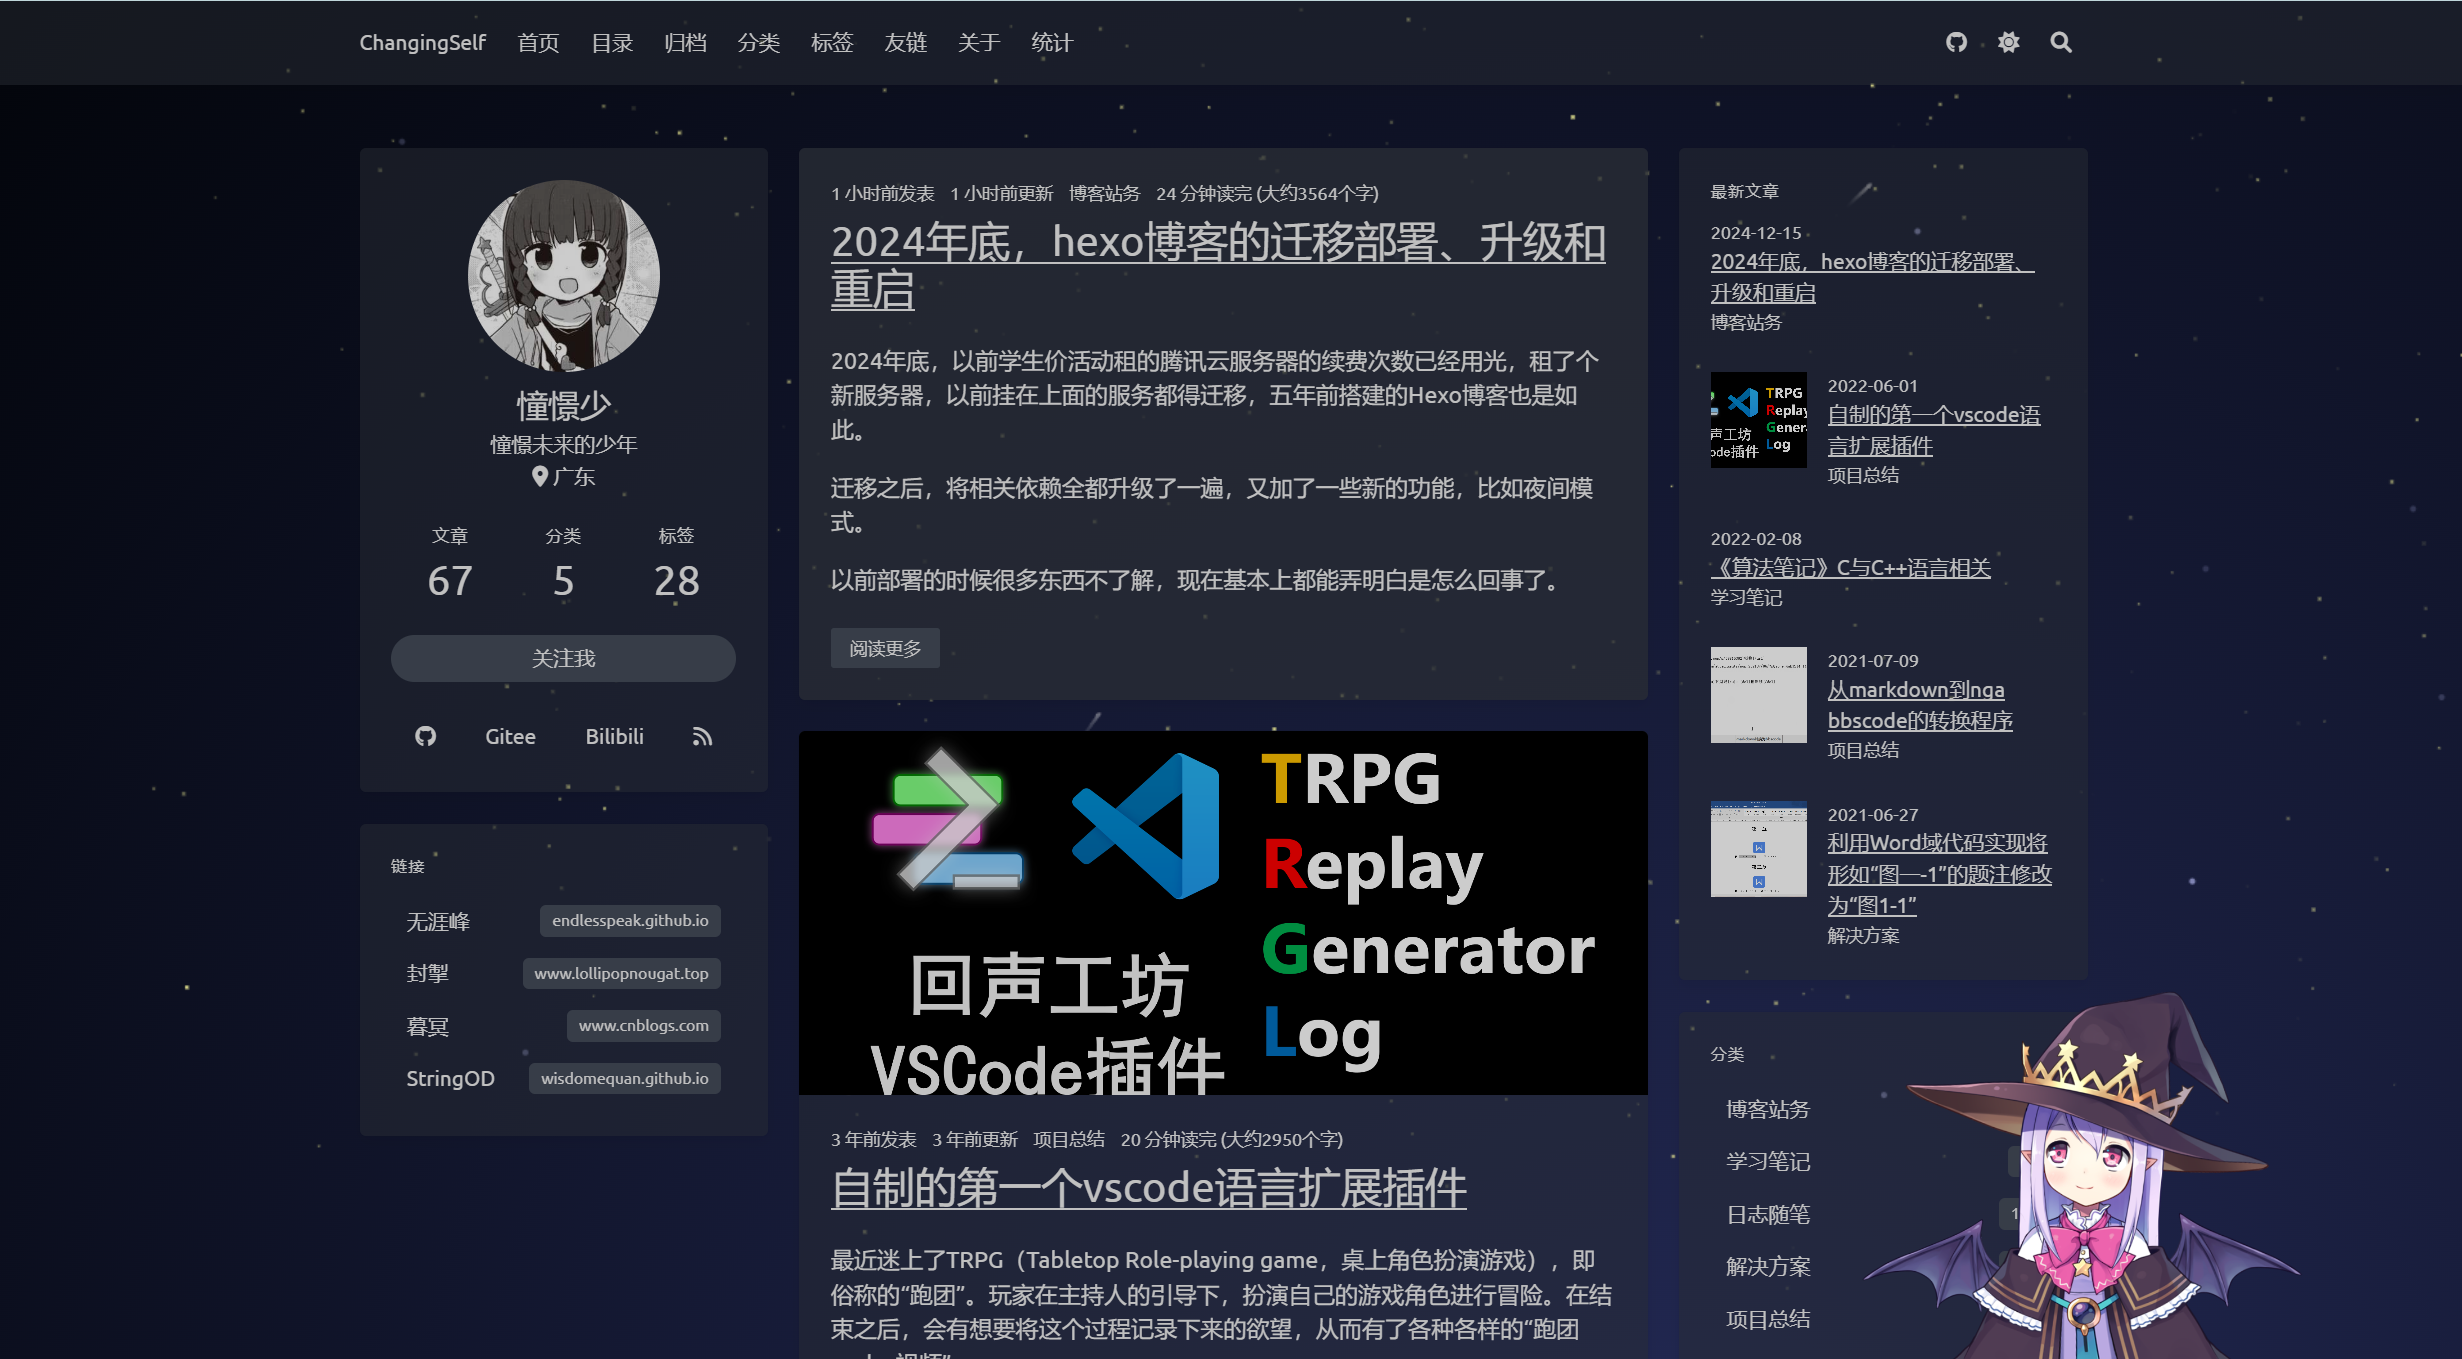 ChangingSelf 首页 目录 归档 分类 标签 友链 关于 统计
憧憬少
憧憬未来的少年
广东
文章 分类 标签
67 5 28
关注我
Gitee Bilibili
链接
无涯峰 endlesspeak.github.io
封掣 www.lollipopnougat.top
暮冥 www.cnblogs.com
StringOD wisdomequan.github.io
1 小时前发表 1 小时前更新 博客站务 24 分钟读完 (大约3564个字)
2024年底，hexo博客的迁移部署、升级和
重启
2024年底，以前学生价活动租的腾讯云服务器的续费次数已经用光，租了个
新服务器，以前挂在上面的服务都得迁移，五年前搭建的Hexo博客也是如
此。
迁移之后，将相关依赖全都升级了一遍，又加了一些新的功能，比如夜间模
式。
以前部署的时候很多东西不了解，现在基本上都能弄明白是怎么回事了。
阅读更多
TRPG
Replay
Generator
Log
回声工坊
VSCode插件
3 年前发表 3 年前更新 项目总结 20 分钟读完 (大约2950个字)
自制的第一个vscode语言扩展插件
最近迷上了TRPG（Tabletop Role-playing game，桌上角色扮演游戏），即
俗称的“跑团”。玩家在主持人的引导下，扮演自己的游戏角色进行冒险。在结
束之后，会有想要将这个过程记录下来的欲望，从而有了各种各样的“跑团
最新文章
2024-12-15
2024年底，hexo博客的迁移部署、
升级和重启
博客站务
TRPG
Replay
Gener
Log
声工坊
ode插件
2022-06-01
自制的第一个vscode语
言扩展插件
项目总结
2022-02-08
《算法笔记》C与C++语言相关
学习笔记
2021-07-09
从markdown到nga
bbscode的转换程序
项目总结
2021-06-27
利用Word域代码实现将
形如“图一-1”的题注修改
为“图1-1”
解决方案
分类
博客站务
学习笔记
日志随笔 1
解决方案
项目总结